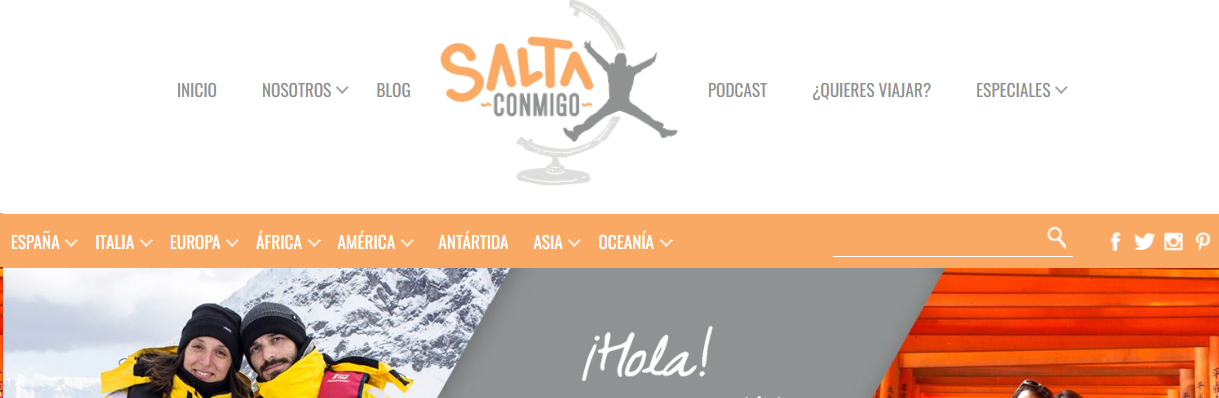 INICIO NOSOTROS BLOG SALTA PODCAST ¿QUIERES VIAJAR? ESPECIALES
~CONMIGO~
ESPAÑA ITALIA EUROPA ÁFRICA AMÉRICA ANTÁRTIDA ASIA OCEANÍA
¡Hola!